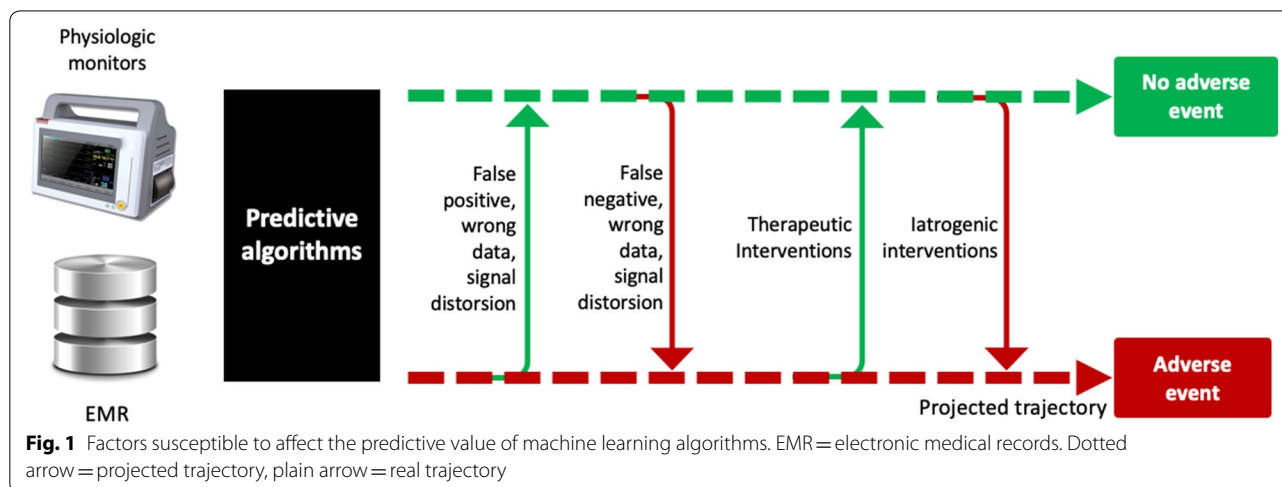 Physiologic
monitors
EMR
Predictive
algorithms
False
positive,
wrong
data,
signal
distorsion
False
negative,
wrong
data,
signal
distorsion
Therapeutic
Interventions
Iatrogenic
interventions
No adverse
event
Adverse
event
Projected trajectory
Fig. 1 Factors susceptible to affect the predictive value of machine learning algorithms. EMR = electronic medical records. Dotted
arrow = projected trajectory, plain arrow = real trajectory